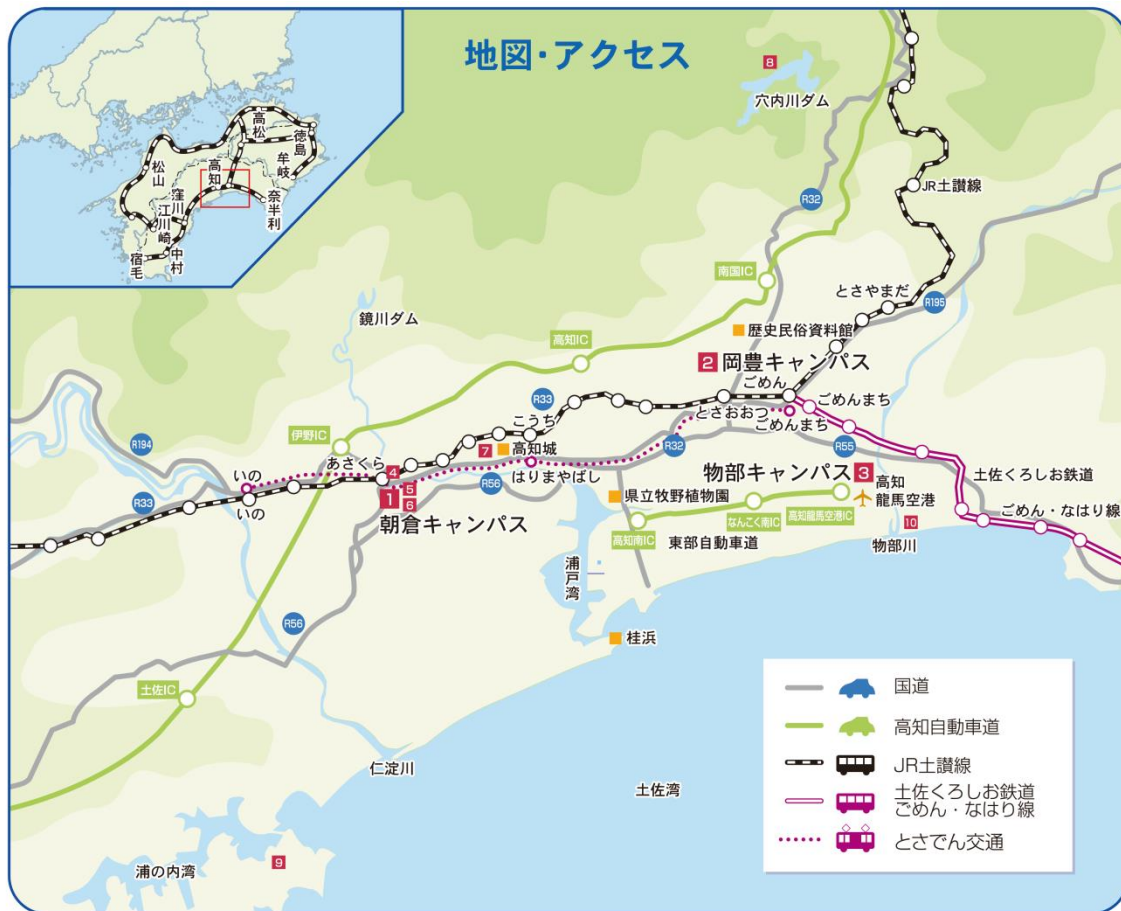 地図・アクセス
高松
徳島
牟岐
松山
高知
窪川
江川崎
奈半利
中村
宿毛
8
穴内川ダム
JR土讃線
R32
南国IC
とさやまだ
R195
鏡川ダム
高知IC
歴史民俗資料館
2 岡豊キャンパス
ごめん
ごめんまち
R33
こうち
とさおおつ
ごめんまち
R194
伊野IC
あさくら
4
7
高知城
R32
R55
いの
はりまやばし
物部キャンパス 3
高知
龍馬空港
土佐くろしお鉄道
R33
いの
1
5
6
R56
県立牧野植物園
なんこく南IC
高知龍馬空港IC
ごめん・なはり線
朝倉キャンパス
高知南IC
東部自動車道
10
物部川
浦戸湾
R56
桂浜
土佐IC
仁淀川
土佐湾
浦の内湾
9
国道
高知自動車道
JR土讃線
土佐くろしお鉄道
ごめん・なはり線
とさでん交通